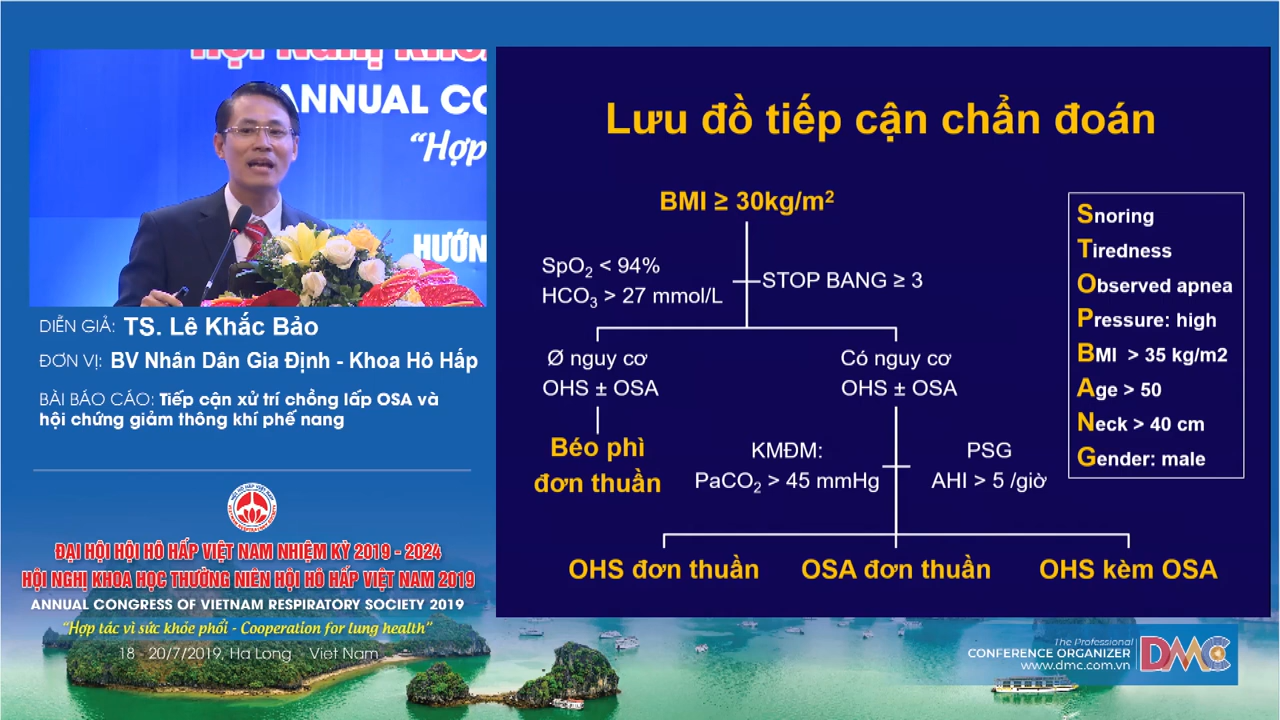 ANNUAL CO
“Hợp
HƯỚN
DIỄN GIẢ: TS. Lê Khắc Bảo
ĐƠN VỊ: BV Nhân Dân Gia Định - Khoa Hô Hấp
BÀI BÁO CÁO: Tiếp cận xử trí chồng lấp OSA và
hội chứng giảm thông khí phế nang
ĐẠI HỘI HỘI HÔ HẤP VIỆT NAM NHIỆM KỲ 2019 - 2024
HỘI NGHỊ KHOA HỌC THƯỜNG NIÊN HỘI HÔ HẤP VIỆT NAM 2019
ANNUAL CONGRESS OF VIETNAM RESPIRATORY SOCIETY 2019
“Hợp tác vì sức khỏe phổi - Cooperation for lung health”
18 - 20/7/2019, Ha Long Viet Nam
Lưu đồ tiếp cận chẩn đoán
BMI ≥ 30kg/m²
SpO₂ < 94%
HCO₃ > 27 mmol/L
STOP BANG ≥ 3
Ø nguy cơ
OHS ± OSA
Có nguy cơ
OHS ± OSA
Béo phì
đơn thuần
KMĐM:
PaCO₂ > 45 mmHg
PSG
AHI > 5 /giờ
OHS đơn thuần
OSA đơn thuần
OHS kèm OSA
Snoring
Tiredness
Observed apnea
Pressure: high
BMI > 35 kg/m2
Age > 50
Neck > 40 cm
Gender: male
The Professional
CONFERENCE ORGANIZER
www.dmc.com.vn
DMC